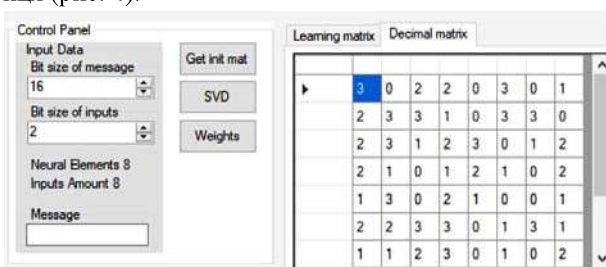 Control Panel
Input Data
Bit size of message
16
Bit size of inputs
2
Neural Elements 8
Inputs Amount 8
Message
Get init mat
SVD
Weights
Learning matrix Decimal matrix
3 0 2 2 0 3 0 1
2 3 3 1 0 3 3 0
2 3 1 2 3 0 1 2
2 1 0 1 2 1 0 2
1 3 0 2 1 0 0 1
2 2 3 3 0 1 3 1
1 1 2 3 0 1 0 2